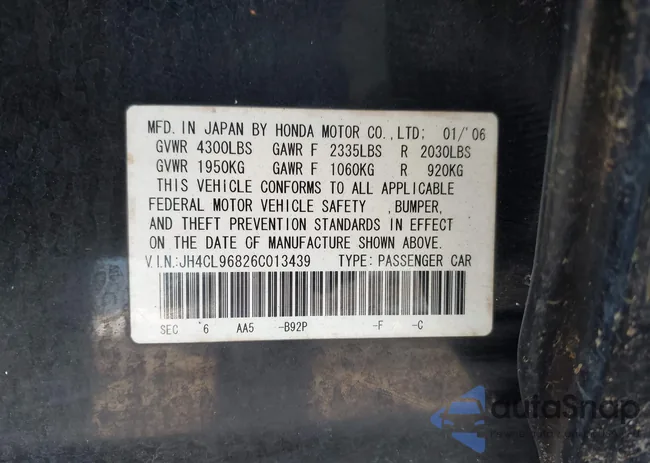 MFD. IN JAPAN BY HONDA MOTOR CO.,LTD; 01/'06
GVWR 4300LBS GAWR F 2335LBS R 2030LBS
GVWR 1950KG GAWR F 1060KG R 920KG
THIS VEHICLE CONFORMS TO ALL APPLICABLE
FEDERAL MOTOR VEHICLE SAFETY ,BUMPER,
AND THEFT PREVENTION STANDARDS IN EFFECT
ON THE DATE OF MANUFACTURE SHOWN ABOVE.
V.I.N.:JH4CL96826C013439 TYPE: PASSENGER CAR
SEC '6 AA5 -B92P -F -C
autoSnap